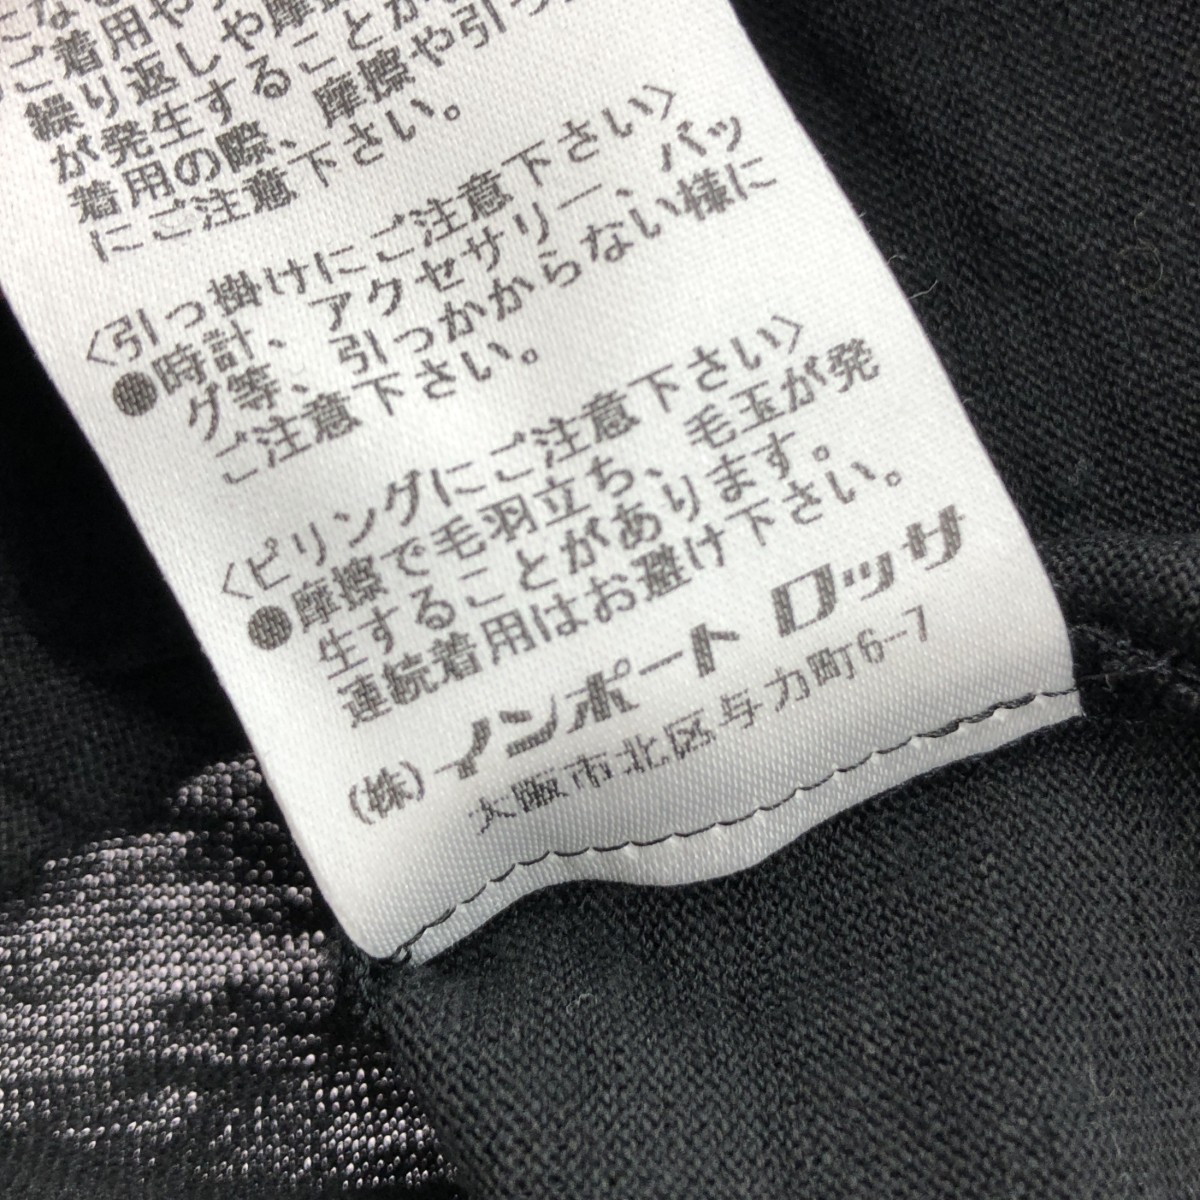 ご着用や
繰り返しや摩
が発生することが
着用の際、摩擦や引っ
にご注意下さい。
〈引っ掛けにご注意下さい〉
●時計、アクセサリー、バッ
グ等、引っかからない様に
ご注意下さい。
〈ピリングにご注意下さい〉
●摩擦で毛羽立ち、毛玉が発
生することがあります。
連続着用はお避け下さい。
(株)インポート ロッサ
大阪市北区与力町6-7